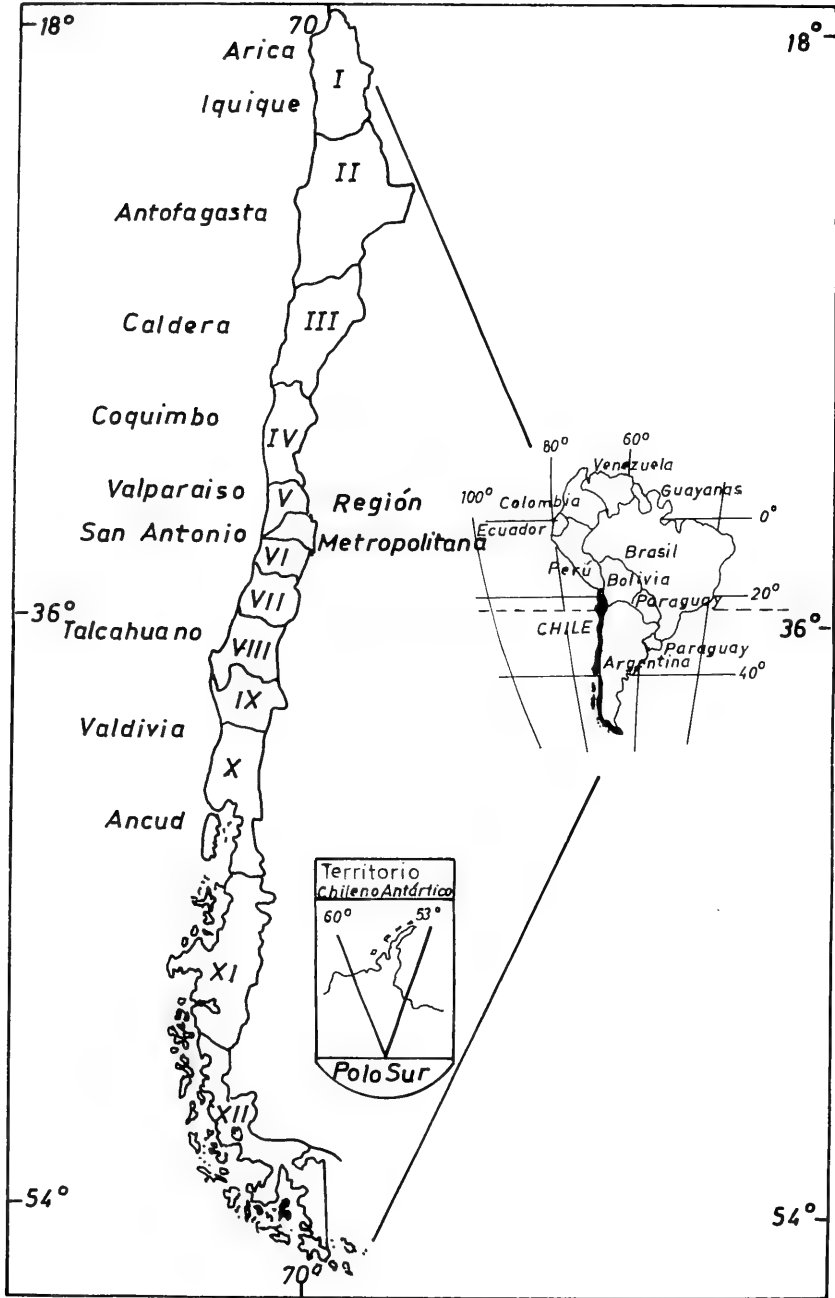 18°
70
18°
Arica
I
Iquique
II
Antofagasta
III
Caldera
Coquimbo
IV
Valparaiso
V
Región
San Antonio
Metropolitana
VI
VII
36°
36°
Talcahuano
VIII
IX
Valdivia
X
Ancud
XI
XII
54°
54°
70°
80°
60°
100°
Venezuela
Colombia
Guayanas
0°
Ecuador
Brasil
Perú
Bolivia
20°
Paraguay
CHILE
Paraguay
Argentina
40°
Territorio
Chileno Antártico
60°
53°
Polo Sur